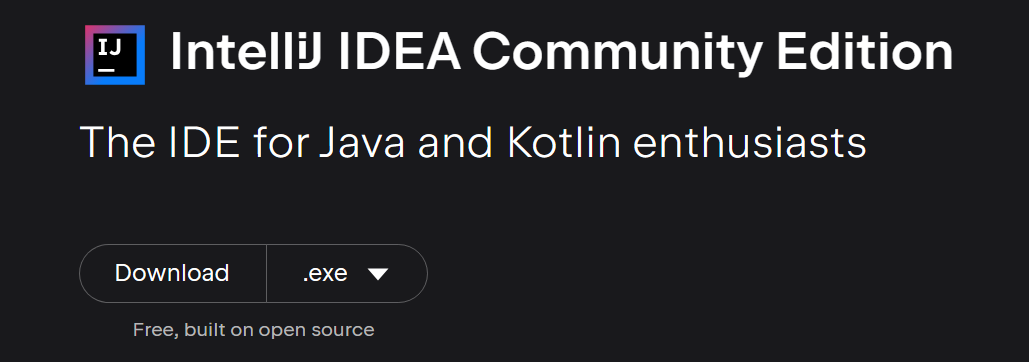 IJ
IntelliJ IDEA Community Edition
The IDE for Java and Kotlin enthusiasts
Download .exe
Free, built on open source